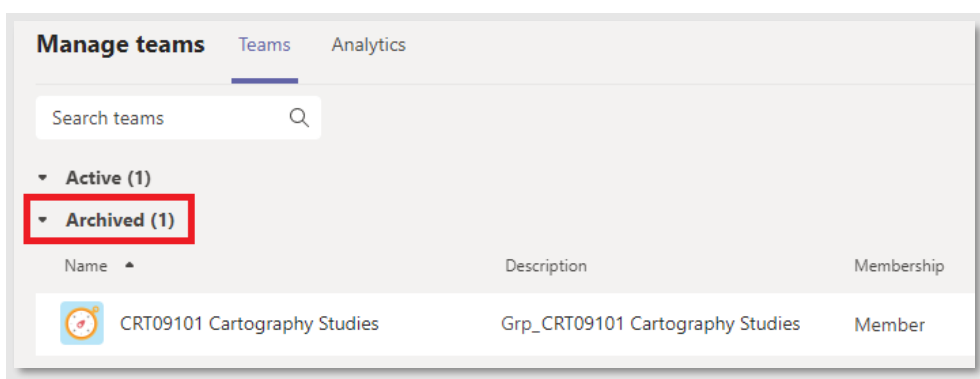 Manage teams Teams Analytics
Search teams
Active (1)
Archived (1)
Name Description Membership
CRT09101 Cartography Studies Grp_CRT09101 Cartography Studies Member